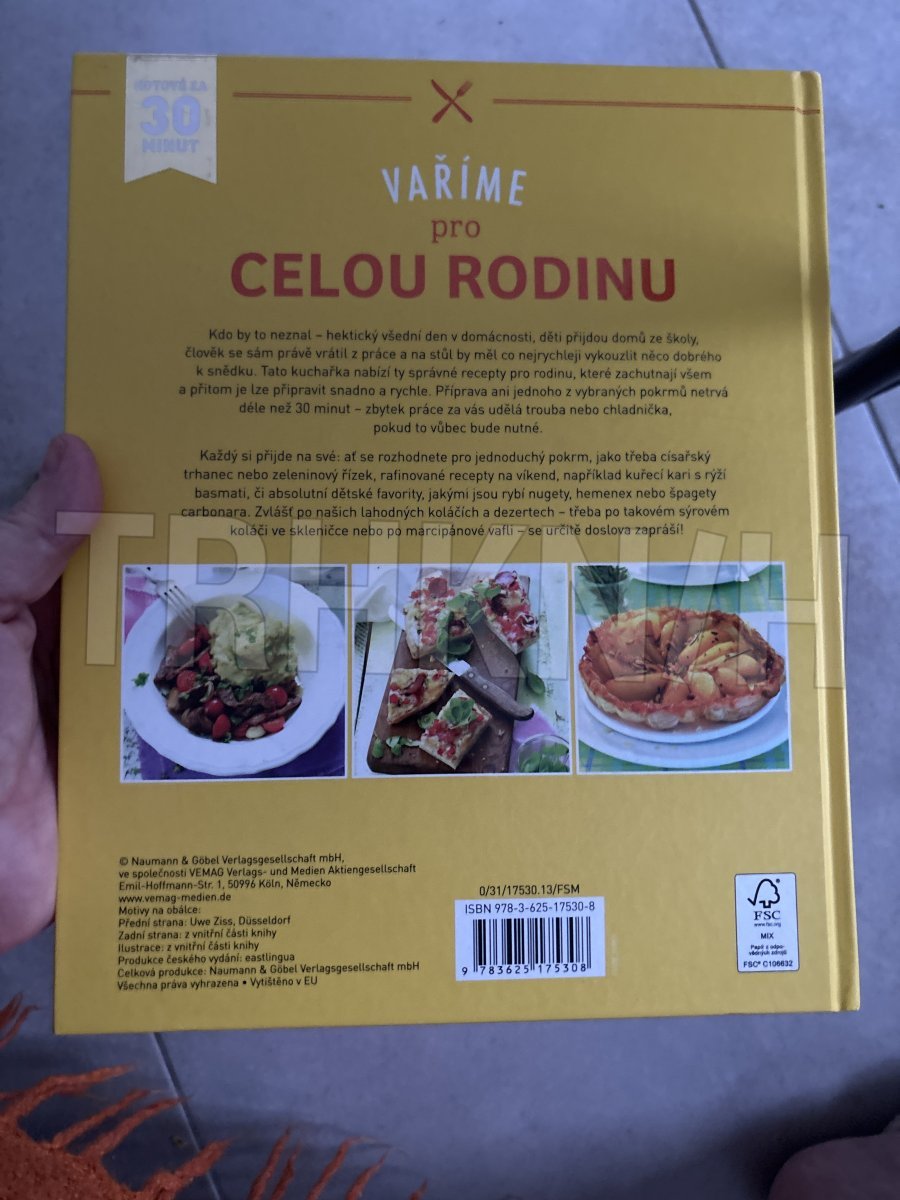 HOTOVÉ ZA
30
MINUT
VAŘÍME
pro
CELOU RODINU
Kdo by to neznal – hektický všední den v domácnosti, děti přijdou domů ze školy,
člověk se sám právě vrátil z práce a na stůl by měl co nejrychleji vykouzlit něco dobrého
k snědku. Tato kuchařka nabízí ty správné recepty pro rodinu, které zachutnají všem
a přitom je lze připravit snadno a rychle. Příprava ani jednoho z vybraných pokrmů netrvá
déle než 30 minut – zbytek práce za vás udělá trouba nebo chladnička,
pokud to vůbec bude nutné.
Každý si přijde na své: ať se rozhodnete pro jednoduchý pokrm, jako třeba císařský
trhanec nebo zeleninový řízek, rafinované recepty na víkend, například kuřecí kari s rýží
basmati, či absolutní dětské favority, jakými jsou rybí nugety, hemenex nebo špagety
carbonara. Zvlášť po našich lahodných koláčích a dezertech – třeba po takovém sýrovém
koláči ve skleničce nebo po marcipánové vafli – se určitě doslova zapráší!
TRHKNVH
© Naumann & Göbel Verlagsgesellschaft mbH,
ve společnosti VEMAG Verlags- und Medien Aktiengesellschaft
Emil-Hoffmann-Str. 1, 50996 Köln, Německo
www.vemag-medien.de
Motivy na obálce:
Přední strana: Uwe Ziss, Düsseldorf
Zadní strana: z vnitřní části knihy
Ilustrace: z vnitřní části knihy
Produkce českého vydání: eastlingua
Celková produkce: Naumann & Göbel Verlagsgesellschaft mbH
Všechna práva vyhrazena • Vytištěno v EU
0/31/17530.13/FSM
ISBN 978-3-625-17530-8
9 783625 175308
FSC
www.fsc.org
MIX
Papír z odpo-
vědných zdrojů
FSC® C106632